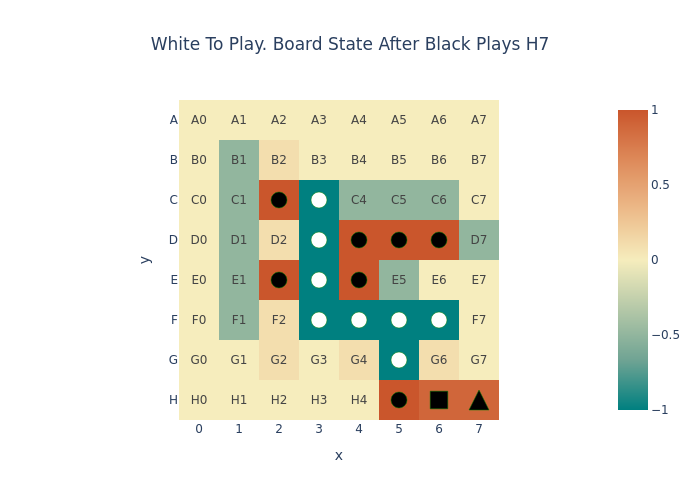 White To Play. Board State After Black Plays H7
A A0 A1 A2 A3 A4 A5 A6 A7
B B0 B1 B2 B3 B4 B5 B6 B7
C C0 C1 C4 C5 C6 C7
D D0 D1 D2 D7
E E0 E1 E5 E6 E7
F F0 F1 F2 F7
G G0 G1 G2 G3 G4 G6 G7
H H0 H1 H2 H3 H4
0 1 2 3 4 5 6 7
x
y
1
0.5
0
−0.5
−1